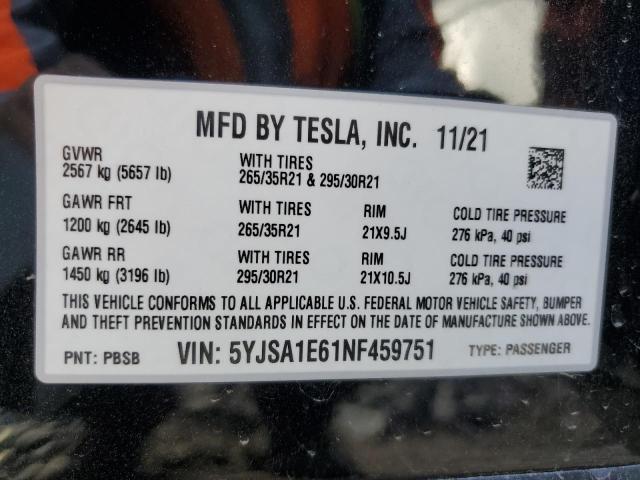 MFD BY TESLA, INC. 11/21
GVWR
2567 kg (5657 lb)
WITH TIRES
265/35R21 & 295/30R21
GAWR FRT
1200 kg (2645 lb)
WITH TIRES
265/35R21
RIM
21X9.5J
COLD TIRE PRESSURE
276 kPa, 40 psi
GAWR RR
1450 kg (3196 lb)
WITH TIRES
295/30R21
RIM
21X10.5J
COLD TIRE PRESSURE
276 kPa, 40 psi
THIS VEHICLE CONFORMS TO ALL APPLICABLE U.S. FEDERAL MOTOR VEHICLE SAFETY, BUMPER
AND THEFT PREVENTION STANDARDS IN EFFECT ON THE DATE OF MANUFACTURE SHOWN ABOVE.
PNT: PBSB VIN: 5YJSA1E61NF459751 TYPE: PASSENGER